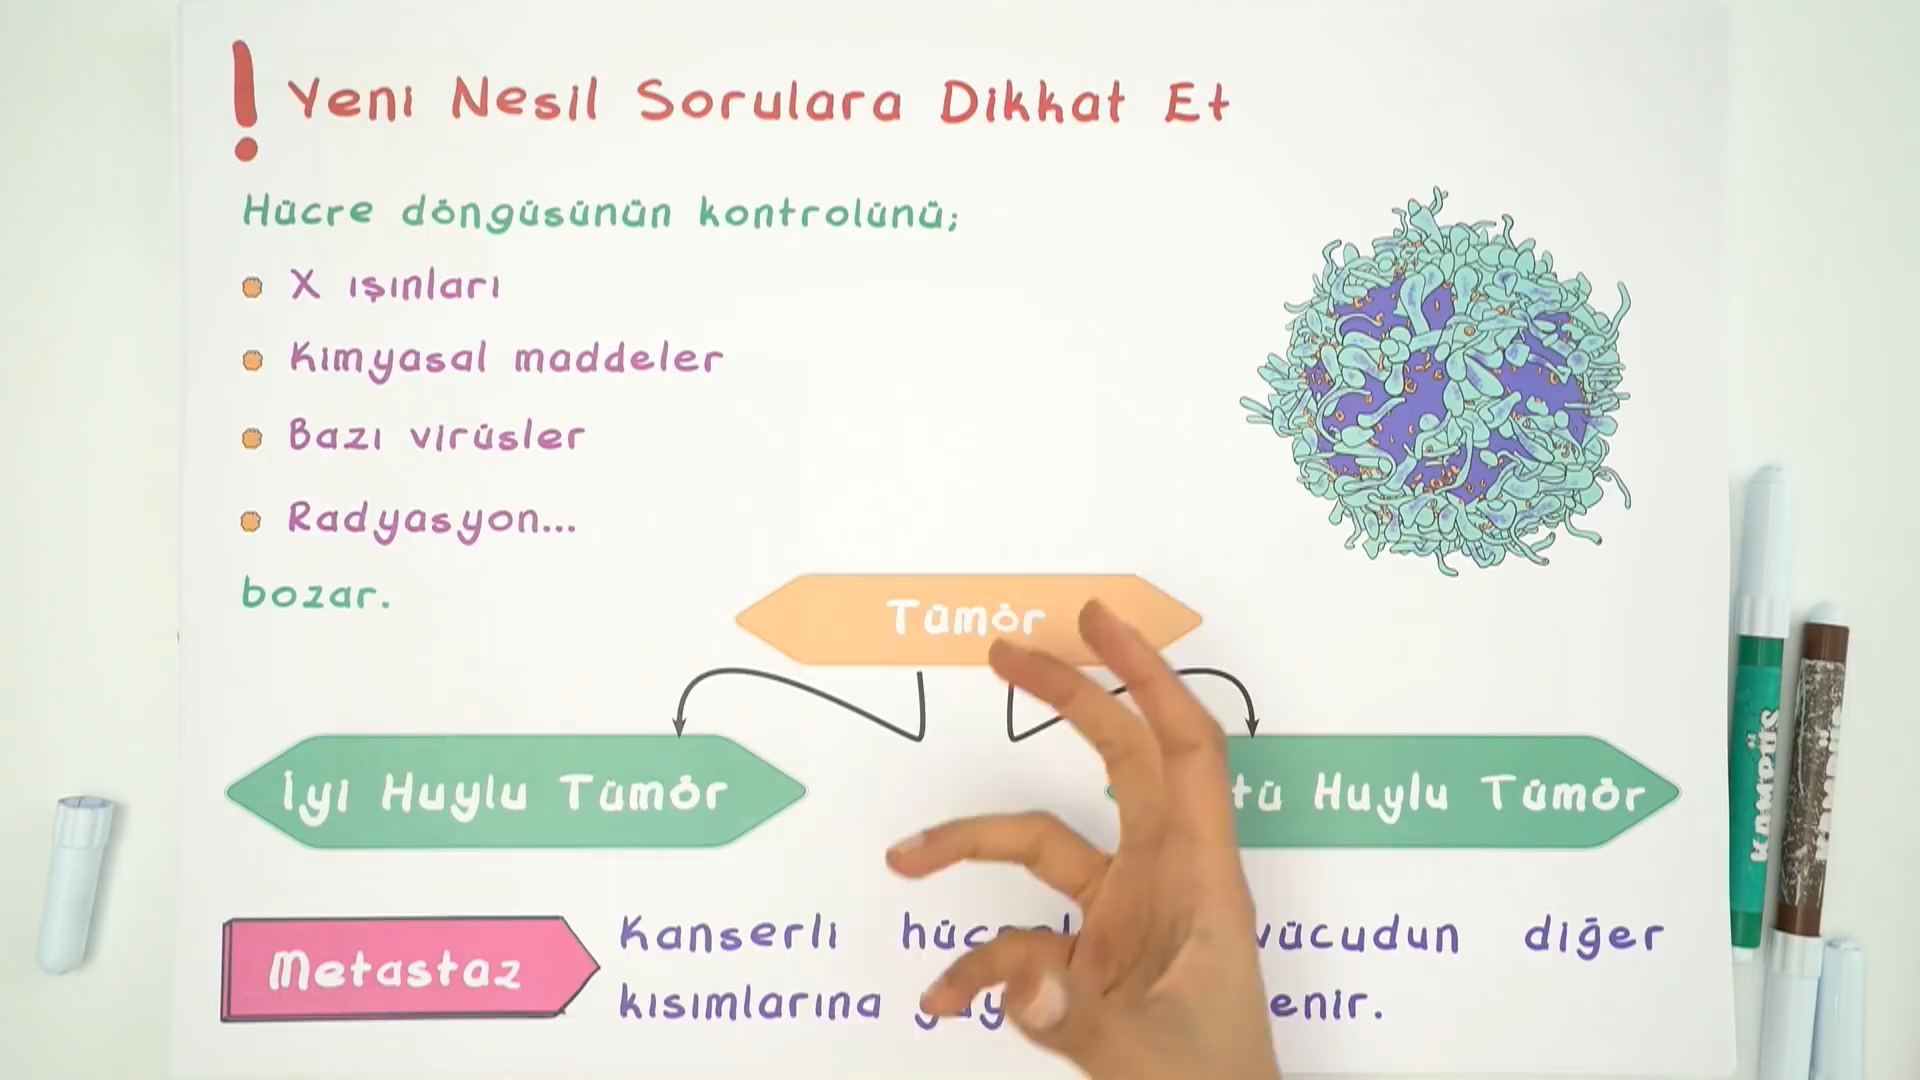 ! Yeni Nesil Sorulara Dikkat Et
Hücre döngüsünün kontrolünü;
X ışınları
Kimyasal maddeler
Bazı virüsler
Radyasyon...
bozar.
Tümör
İyi Huylu Tümör
Huylu Tümör
Metastaz
Kanserli vücudun diğer
kısımlarına
KAMPÜS